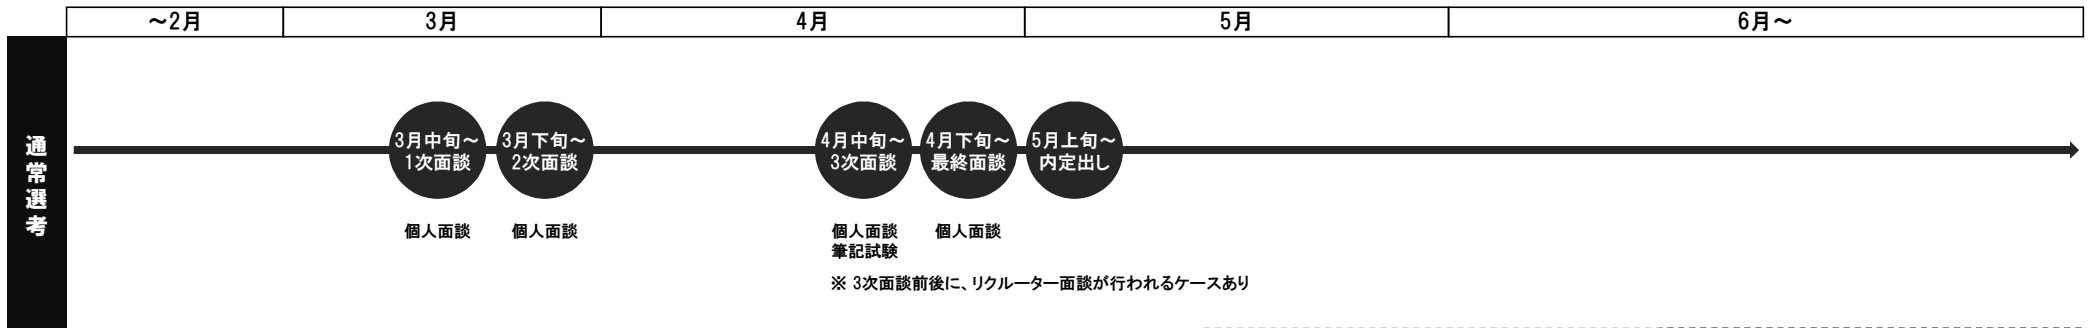 ～2月
3月
4月
5月
6月～
通常選考
3月中旬～
1次面談
3月下旬～
2次面談
4月中旬～
3次面談
4月下旬～
最終面談
5月上旬～
内定出し
個人面談
個人面談
個人面談
筆記試験
個人面談
※ 3次面談前後に、リクルーター面談が行われるケースあり